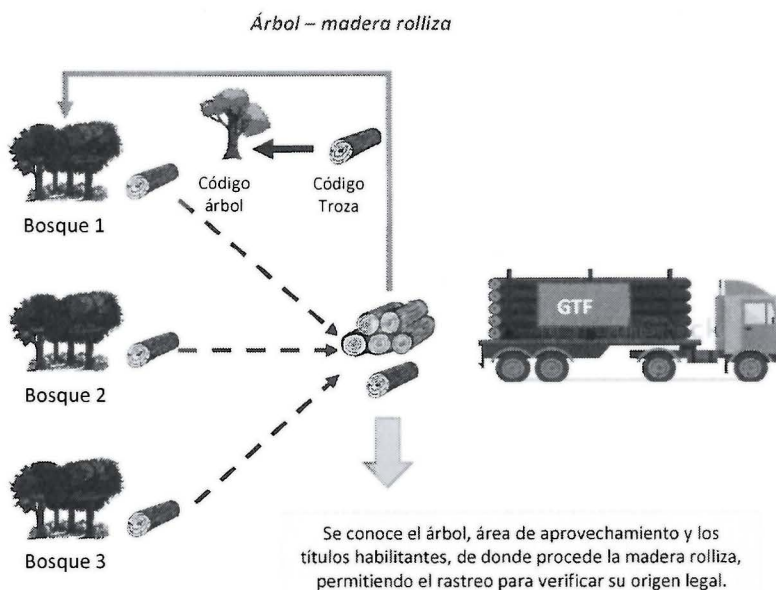 Árbol – madera rolliza
Código
árbol
Código
Troza
Bosque 1
GTF
Bosque 2
Bosque 3
Se conoce el árbol, área de aprovechamiento y los
títulos habilitantes, de donde procede la madera rolliza,
permitiendo el rastreo para verificar su origen legal.